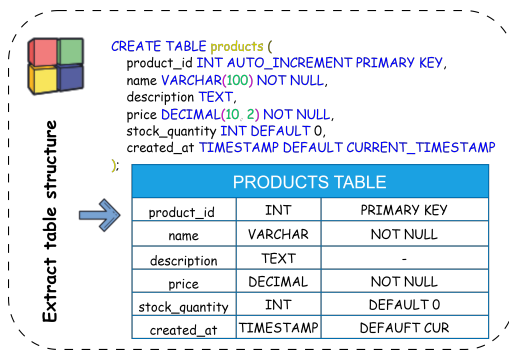 CREATE TABLE products (
product_id INT AUTO_INCREMENT PRIMARY KEY,
name VARCHAR(100) NOT NULL,
description TEXT,
price DECIMAL(10, 2) NOT NULL,
stock_quantity INT DEFAULT 0,
created_at TIMESTAMP DEFAULT CURRENT_TIMESTAMP
);
Extract table structure
PRODUCTS TABLE
product_id INT PRIMARY KEY
name VARCHAR NOT NULL
description TEXT -
price DECIMAL NOT NULL
stock_quantity INT DEFAULT 0
created_at TIMESTAMP DEFAUFT CUR